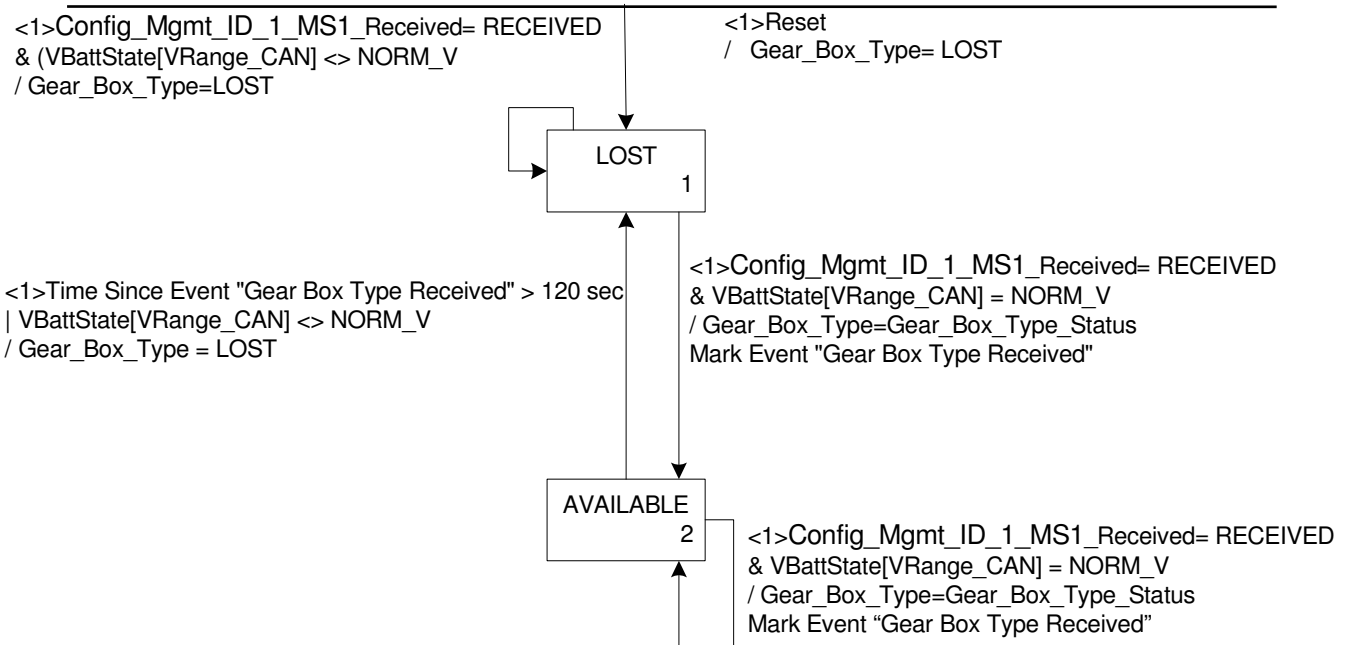 <1>Config_Mgmt_ID_1_MS1_Received= RECEIVED
& (VBattState[VRange_CAN] <> NORM_V
/ Gear_Box_Type=LOST
<1>Reset
/ Gear_Box_Type= LOST
LOST
1
<1>Time Since Event "Gear Box Type Received" > 120 sec
| VBattState[VRange_CAN] <> NORM_V
/ Gear_Box_Type = LOST
<1>Config_Mgmt_ID_1_MS1_Received= RECEIVED
& VBattState[VRange_CAN] = NORM_V
/ Gear_Box_Type=Gear_Box_Type_Status
Mark Event "Gear Box Type Received"
AVAILABLE
2
<1>Config_Mgmt_ID_1_MS1_Received= RECEIVED
& VBattState[VRange_CAN] = NORM_V
/ Gear_Box_Type=Gear_Box_Type_Status
Mark Event “Gear Box Type Received”